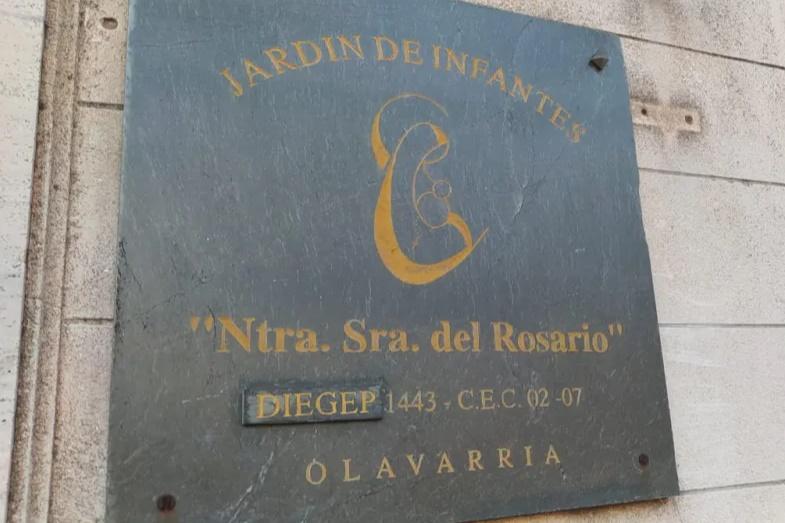 JARDIN DE INFANTES
"Ntra. Sra. del Rosario"
DIEGEP 1443 - C.E.C. 02 -07
OLAVARRIA